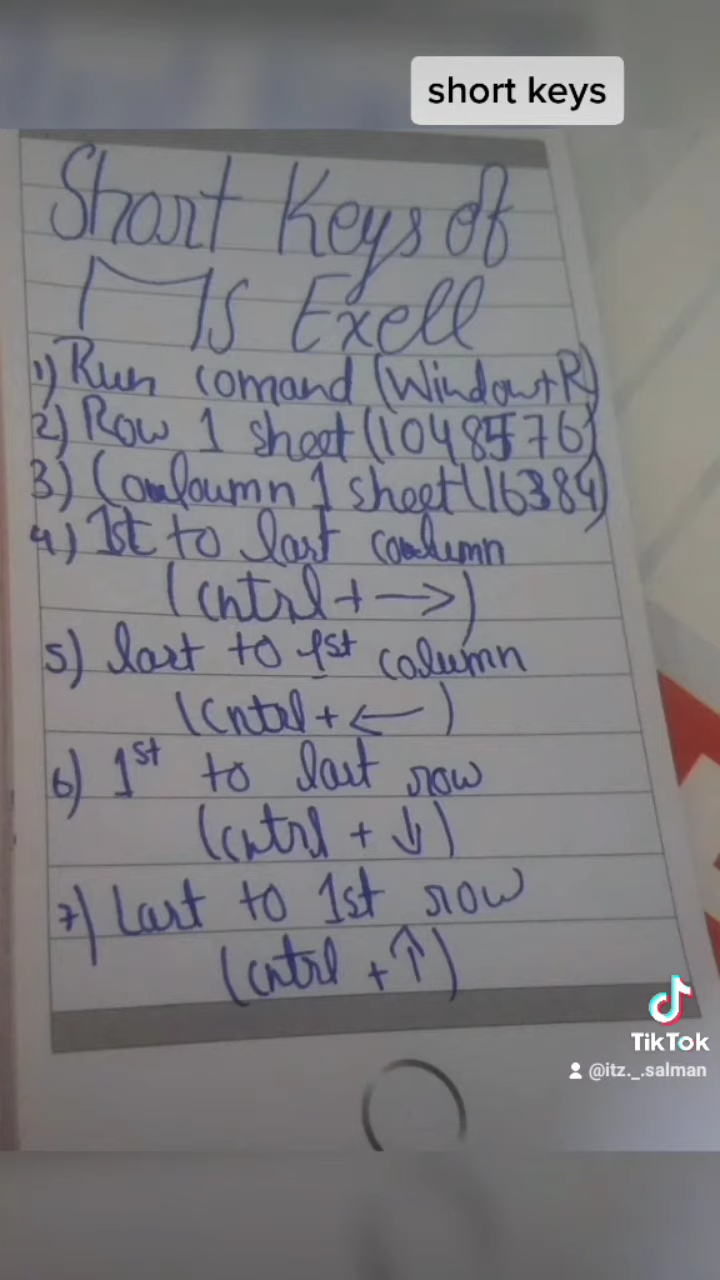 short keys
Short Keys of
MS Exell
1) Run comand (Window+R)
2) Row 1 sheet (1048576)
3) Couloumn 1 sheet (16384)
4) 1st to last coulumn
(cntrl + →)
5) last to 1st column
(cntrl + ←)
6) 1st to last row
(cntrl + ↓)
7) Last to 1st row
(cntrl + ↑)
TikTok
@itz._.salman